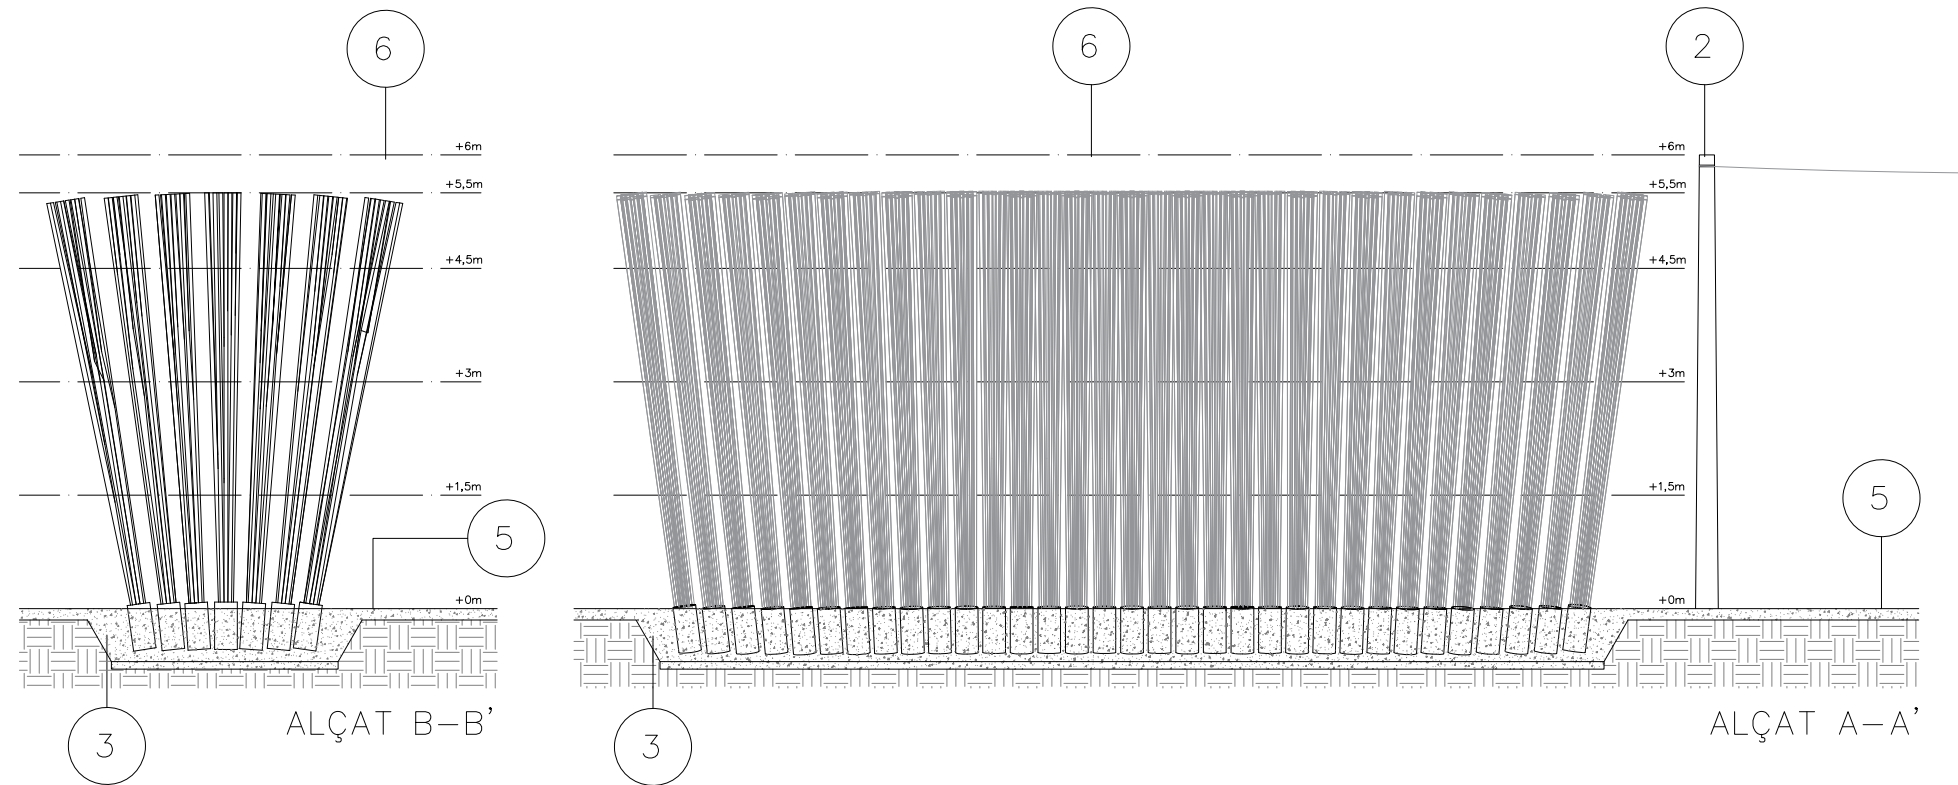 6
+6m
+5,5m
+4,5m
+3m
+1,5m
5
+0m
3
ALÇAT B-B'
6
2
+6m
+5,5m
+4,5m
+3m
+1,5m
5
+0m
3
ALÇAT A-A'